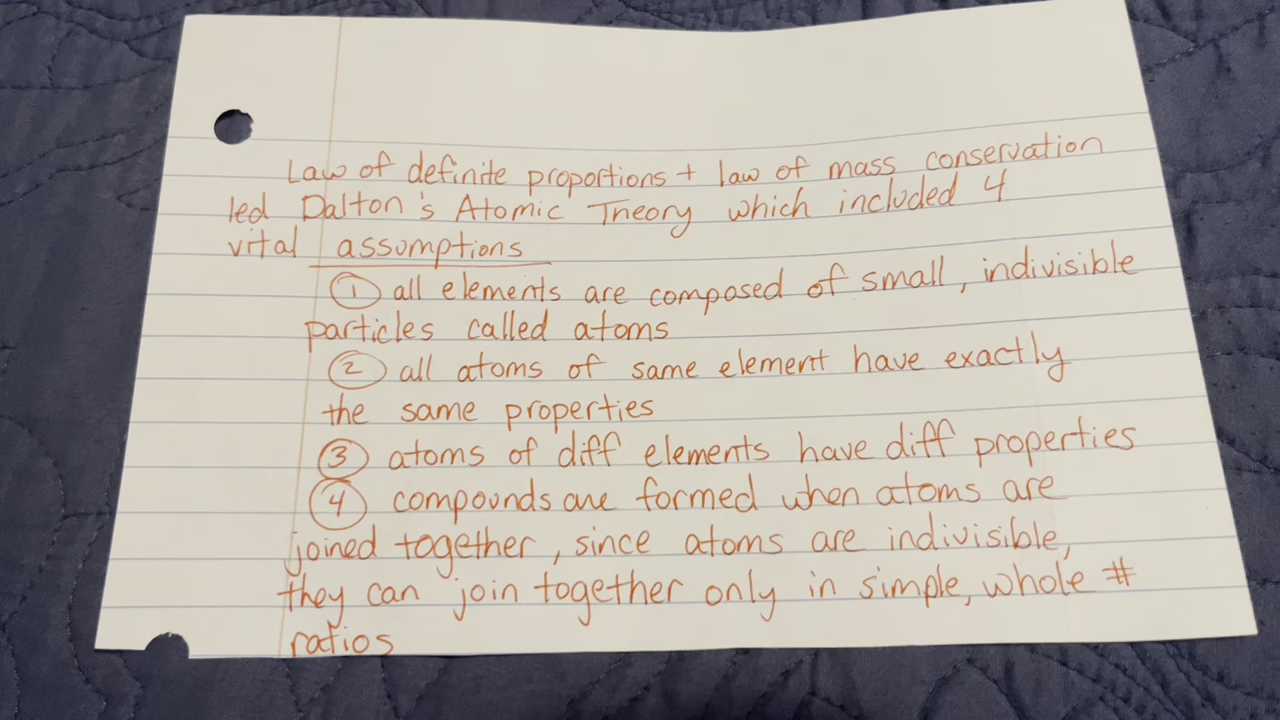 Law of definite proportions + law of mass conservation
led Dalton's Atomic Theory which included 4
vital assumptions
① all elements are composed of small, indivisible
particles called atoms
② all atoms of same element have exactly
the same properties
③ atoms of diff elements have diff properties
④ compounds are formed when atoms are
joined together, since atoms are indivisible,
they can join together only in simple, whole #
ratios